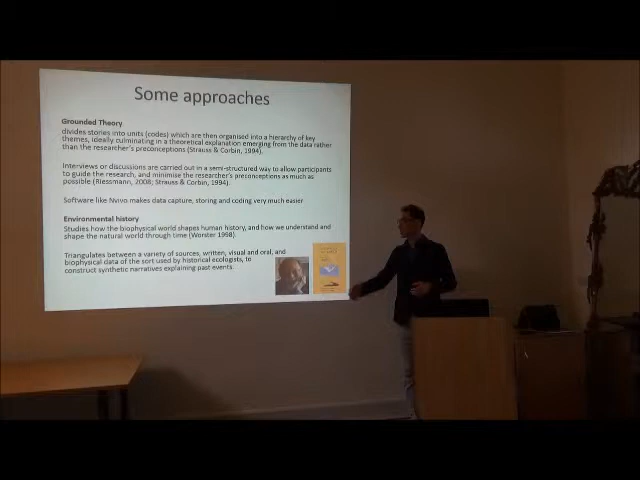 Some approaches
Grounded Theory
divides stories into units (codes) which are then organised into a hierarchy of key
themes, ideally culminating in a theoretical explanation emerging from the data rather
than the researcher's preconceptions (Strauss & Corbin, 1994).
Interviews or discussions are carried out in a semi-structured way to allow participants
to guide the research, and minimise the researcher's preconceptions as much as
possible (Riessmann, 2008; Strauss & Corbin, 1994).
Software like Nvivo makes data capture, storing and coding very much easier
Environmental history
Studies how the biophysical world shapes human history, and how we understand and
shape the natural world through time (Worster 1998).
Triangulates between a variety of sources, written, visual and oral, and
biophysical data of the sort used by historical ecologists, to
construct synthetic narratives explaining past events.